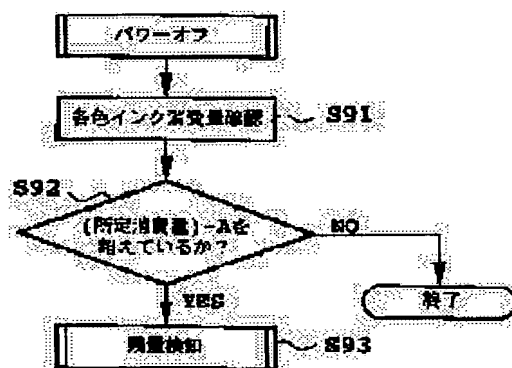 パワーオフ
各色インク消費量確認
S91
S92
(所定消費量)-Aを
超えているか?
NO
YES
終了
残量検知
S93